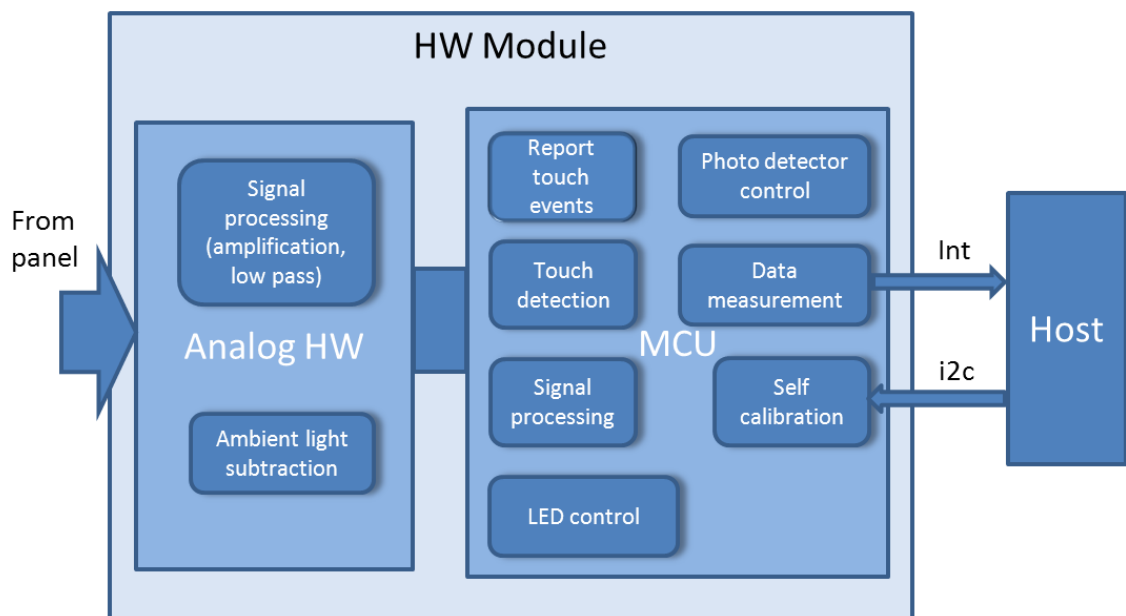 HW Module
From
panel
Signal
processing
(amplification,
low pass)
Analog HW
Ambient light
subtraction
Report
touch
events
Photo detector
control
Touch
detection
Data
measurement
MCU
Signal
processing
Self
calibration
LED control
Int
i2c
Host